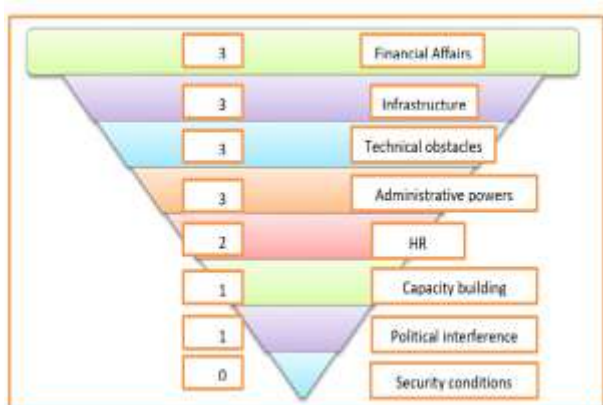 3 Financial Affairs
3 Infrastructure
3 Technical obstacles
3 Administrative powers
2 HR
1 Capacity building
1 Political interference
0 Security conditions